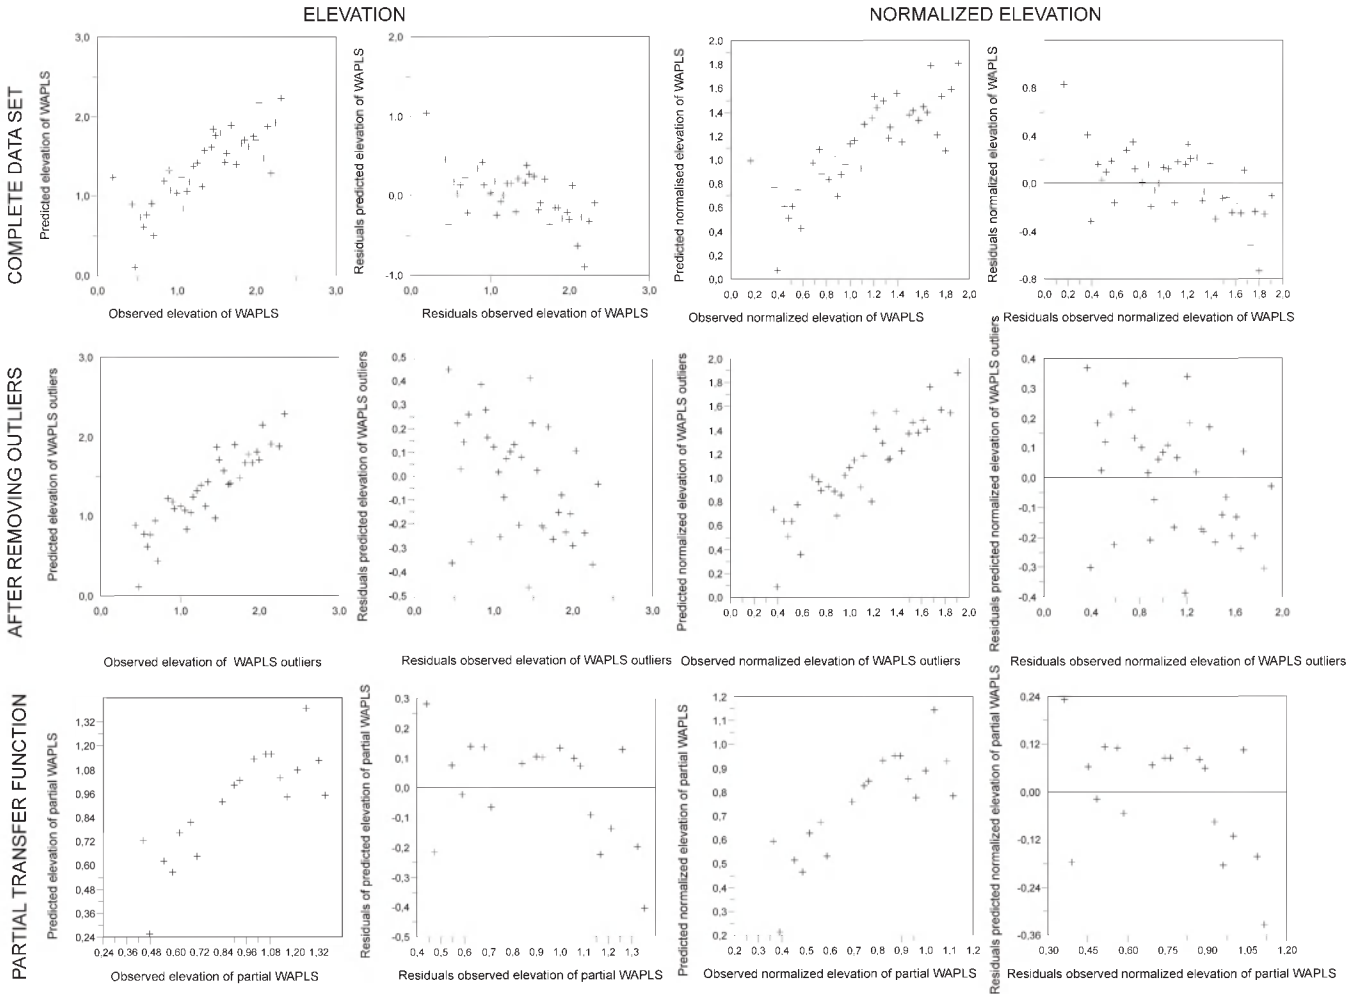 ELEVATION
NORMALIZED ELEVATION
COMPLETE DATA SET
Predicted elevation of WAPLS
3,0
2,0
1,0
0,0
0,0 1,0 2,0 3,0
Observed elevation of WAPLS
Residuals predicted elevation of WAPLS
2,0
1,0
0,0
-1,0
0,0 1,0 2,0 3,0
Residuals observed elevation of WAPLS
Predicted normalised elevation of WAPLS
2,0
1,8
1,6
1,4
1,2
1,0
0,8
0,6
0,4
0,2
0,0
0,0 0,2 0,4 0,6 0,8 1,0 1,2 1,4 1,6 1,8 2,0
Observed normalized elevation of WAPLS
Residuals normalized elevation of WAPLS
0,8
0,4
0,0
-0,4
-0,8
0,0 0,2 0,4 0,6 0,8 1,0 1,2 1,4 1,6 1,8 2,0
Residuals observed normalized elevation of WAPLS
AFTER REMOVING OUTLIERS
Predicted elevation of WAPLS outliers
3,0
2,0
1,0
0,0
0,0 1,0 2,0 3,0
Observed elevation of WAPLS outliers
Residuals predicted elevation of WAPLS outliers
0,5
0,4
0,3
0,2
0,1
0,0
-0,1
-0,2
-0,3
-0,4
-0,5
0,0 1,0 2,0 3,0
Residuals observed elevation of WAPLS outliers
Predicted normalized elevation of WAPLS outliers
2,0
1,8
1,6
1,4
1,2
1,0
0,8
0,6
0,4
0,2
0,0
0,0 0,2 0,4 0,6 0,8 1,0 1,2 1,4 1,6 1,8 2,0
Observed normalized elevation of WAPLS outliers
Residuals predicted normalized elevation of WAPLS outliers
0,4
0,3
0,2
0,1
0,0
-0,1
-0,2
-0,3
-0,4
0,0 0,4 0,8 1,2 1,6 2,0
Residuals observed normalized elevation of WAPLS outliers
PARTIAL TRANSFER FUNCTION
Predicted elevation of partial WAPLS
1,32
1,20
1,08
0,96
0,84
0,72
0,60
0,48
0,36
0,24
0.24 0,36 0.48 0.60 0.72 0.84 0.96 1.08 1,20 1,32
Observed elevation of partial WAPLS
Residuals of predicted elevation of partial WAPLS
0,3
0,2
0,1
0,0
-0,1
-0,2
-0,3
-0,4
-0,5
0,4 0,5 0,6 0,7 0,8 0,9 1,0 1,1 1,2 1,3
Residuals observed elevation of partial WAPLS
Predicted normalized elevation of partial WAPLS
1,2
1,1
1,0
0,9
0,8
0,7
0,6
0,5
0,4
0,3
0,2
0,2 0,3 0,4 0,5 0,6 0,7 0,8 0,9 1,0 1,1 1,2
Observed normalized elevation of partial WAPLS
Residuals predicted normalized elevation of partial WAPLS
0,24
0,12
0,00
-0,12
-0,24
-0,36
0,30 0,45 0,60 0,75 0,90 1,05 1,20
Residuals observed normalized elevation of partial WAPLS